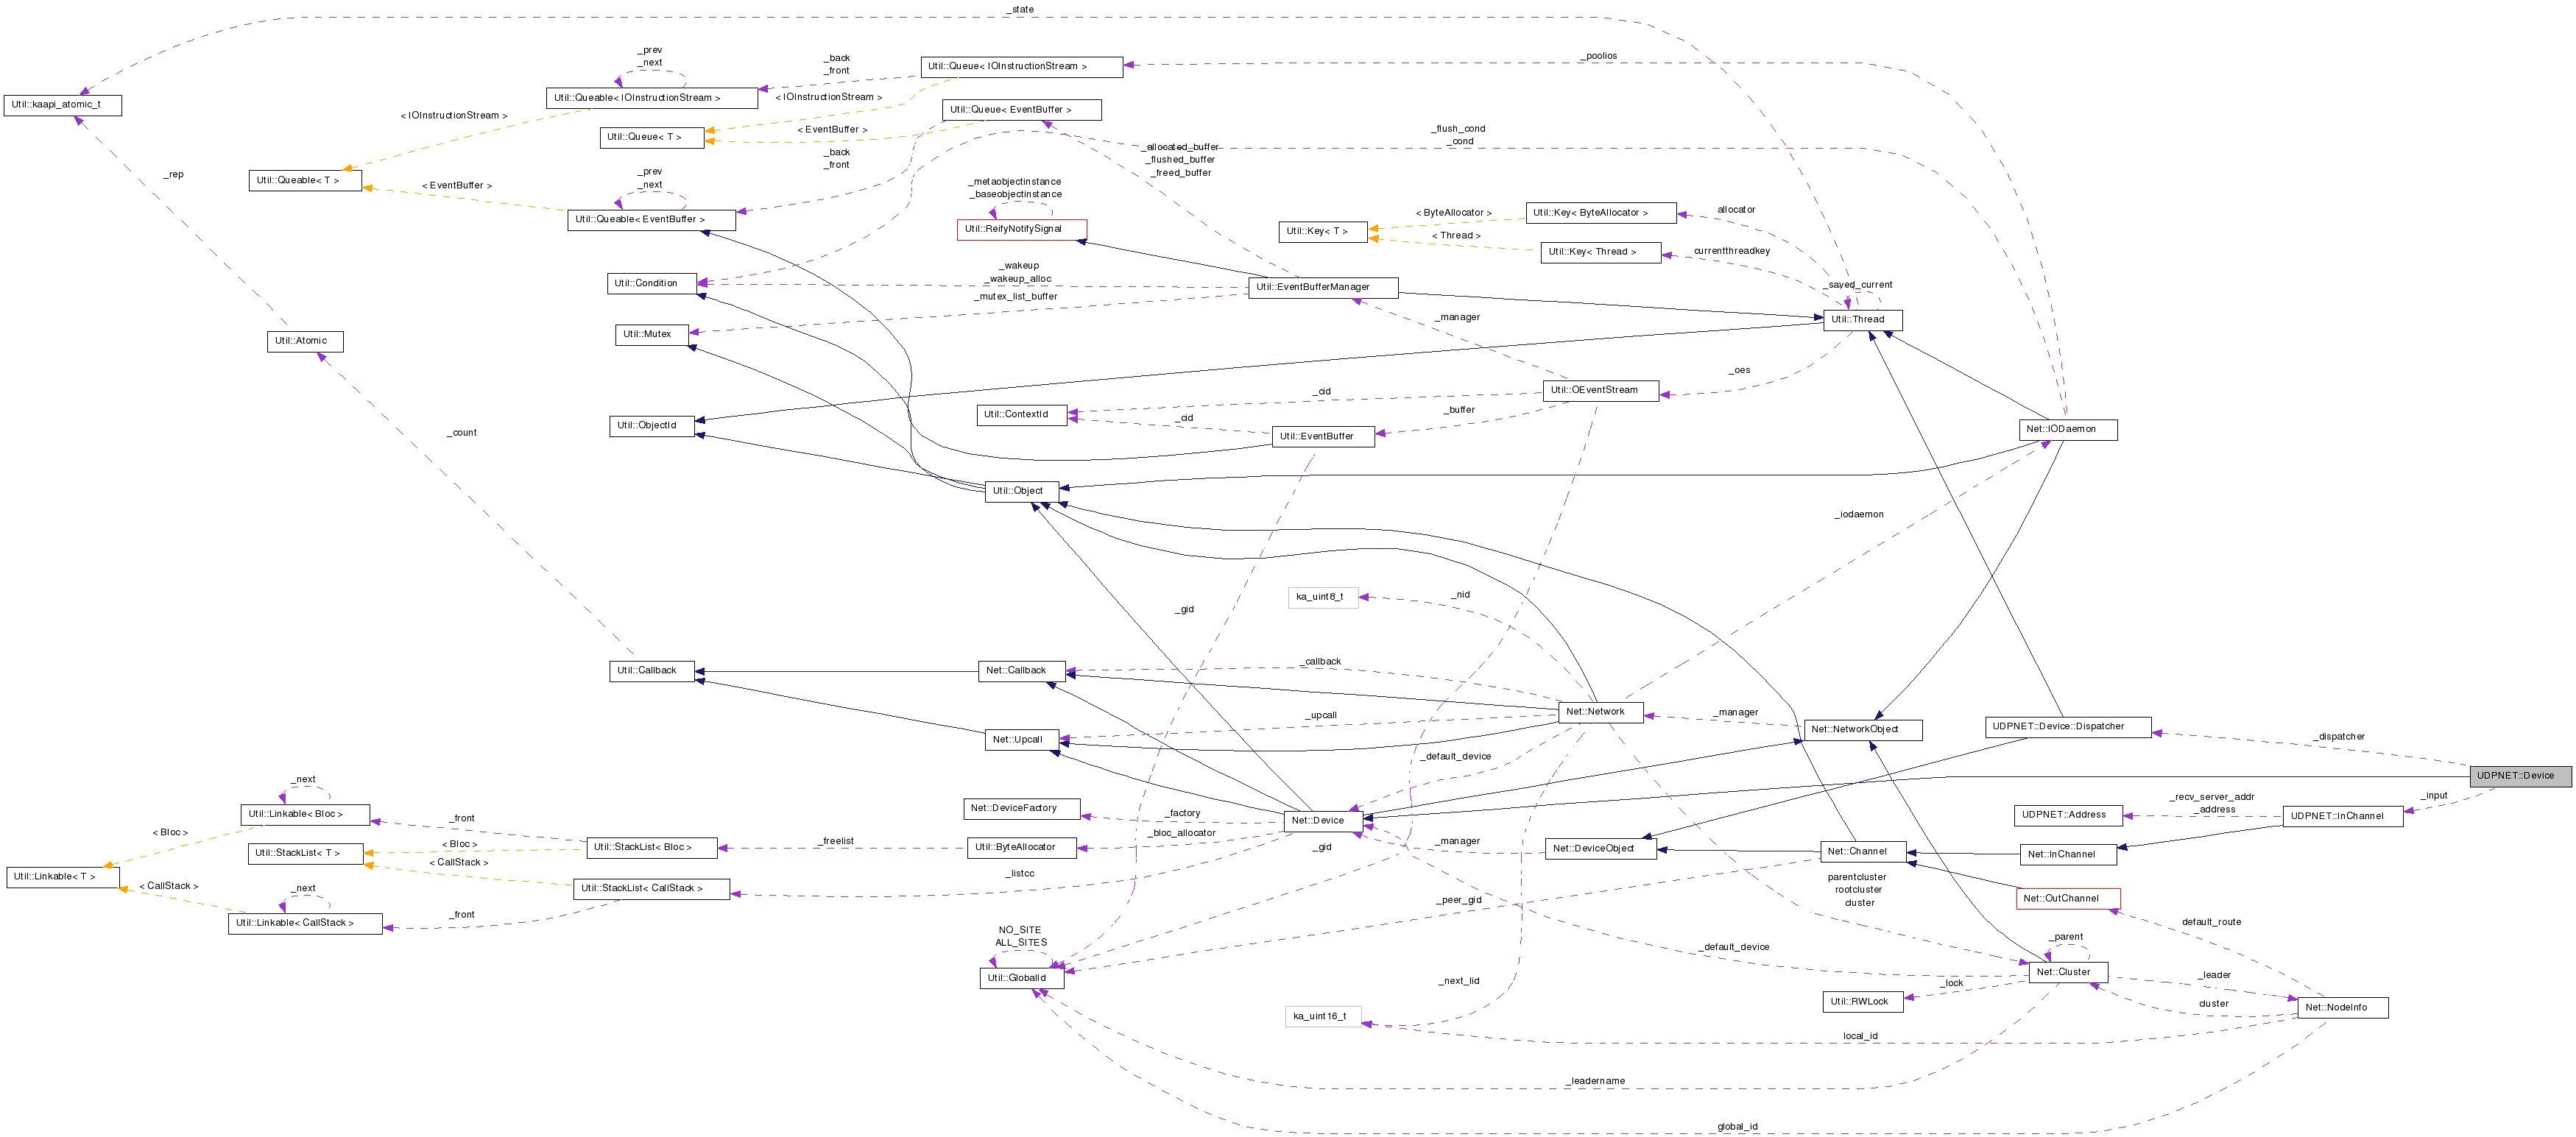 _state
_prev
_next
_back
_front
Util::Queue< IOInstructionStream >
_poolios
Util::kaapi_atomic_t
Util::Queable< IOInstructionStream >
< IOInstructionStream >
Util::Queue< EventBuffer >
< IOInstructionStream >
Util::Queue< T >
< EventBuffer >
_flush_cond
_cond
_allocated_buffer
_flushed_buffer
_freed_buffer
_back
_front
_rep
Util::Queable< T >
< EventBuffer >
_prev
_next
Util::Queable< EventBuffer >
_metaobjectinstance
_baseobjectinstance
Util::ReifyNotifySignal
Util::Key< T >
< ByteAllocator >
< Thread >
Util::Key< ByteAllocator >
Util::Key< Thread >
allocator
currentthreadkey
_wakeup
_wakeup_alloc
_mutex_list_buffer
Util::Condition
Util::EventBufferManager
_saved_current
Util::Mutex
_manager
Util::Thread
Util::Atomic
_oes
Util::OEventStream
_cid
_cid
Util::ContextId
_buffer
Util::ObjectId
Util::EventBuffer
Net::IODaemon
_count
Util::Object
_iodaemon
ka_uint8_t
_nid
_gid
Util::Callback
Net::Callback
_callback
_upcall
Net::Network
_manager
Net::NetworkObject
UDPNET::Device::Dispatcher
_dispatcher
Net::Upcall
_default_device
UDPNET::Device
_next
Util::Linkable< Bloc >
_front
Net::DeviceFactory
_factory
Net::Device
_recv_server_addr
_address
_input
UDPNET::Address
UDPNET::InChannel
< Bloc >
Util::StackList< T >
< Bloc >
< CallStack >
Util::StackList< Bloc >
_freelist
_bloc_allocator
Util::ByteAllocator
_gid
_manager
Net::DeviceObject
Net::Channel
Net::InChannel
Util::Linkable< T >
< CallStack >
_next
Util::StackList< CallStack >
_listcc
parentcluster
rootcluster
cluster
Net::OutChannel
_peer_gid
Util::Linkable< CallStack >
_front
NO_SITE
ALL_SITES
default_route
_parent
_default_device
Util::GlobalId
_next_lid
Net::Cluster
_leader
_lock
Util::RWLock
cluster
Net::NodeInfo
ka_uint16_t
local_id
_leadername
global_id